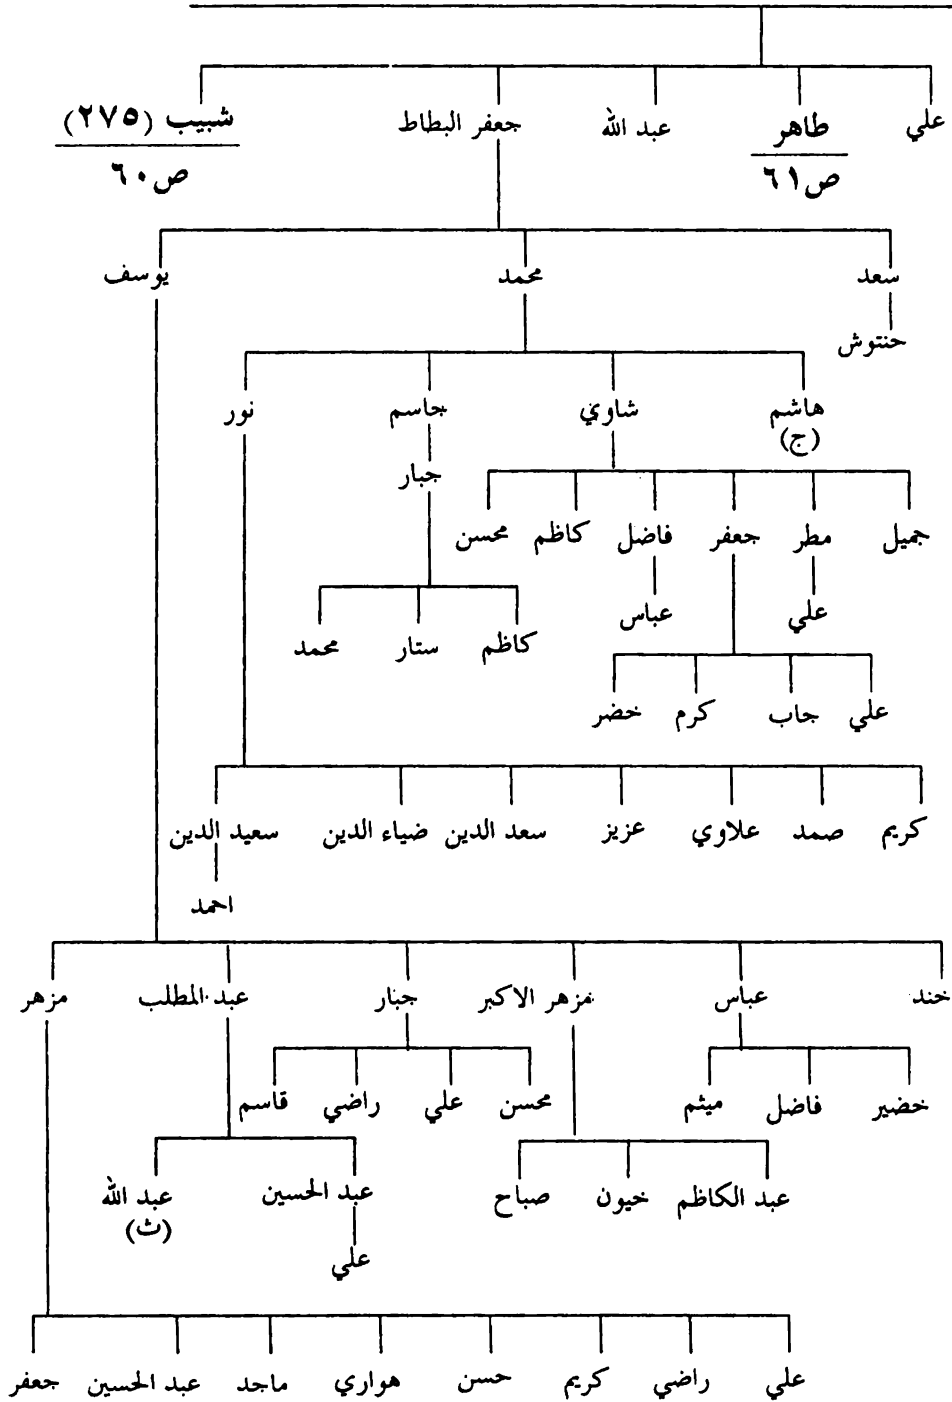 علي طاهر عبد الله جعفر البطاط شبيب (٢٧٥)
ص٦١ ص٦٠
سعد محمد يوسف
حنتوش
هاشم شاوي جاسم نور
(ج)
جبار
جميل مطر جعفر فاضل كاظم محسن
علي عباس
كاظم ستار محمد
علي جاب كرم خضر
كريم صمد علاوي عزيز سعد الدين ضياء الدين سعيد الدين
احمد
خند عباس مزهر الاكبر جبار عبد المطلب مزهر
خضير فاضل ميثم محسن علي راضي قاسم
عبد الكاظم خيون صباح عبد الحسين عبد الله
(ث)
علي
علي راضي كريم حسن هواري ماجد عبد الحسين جعفر